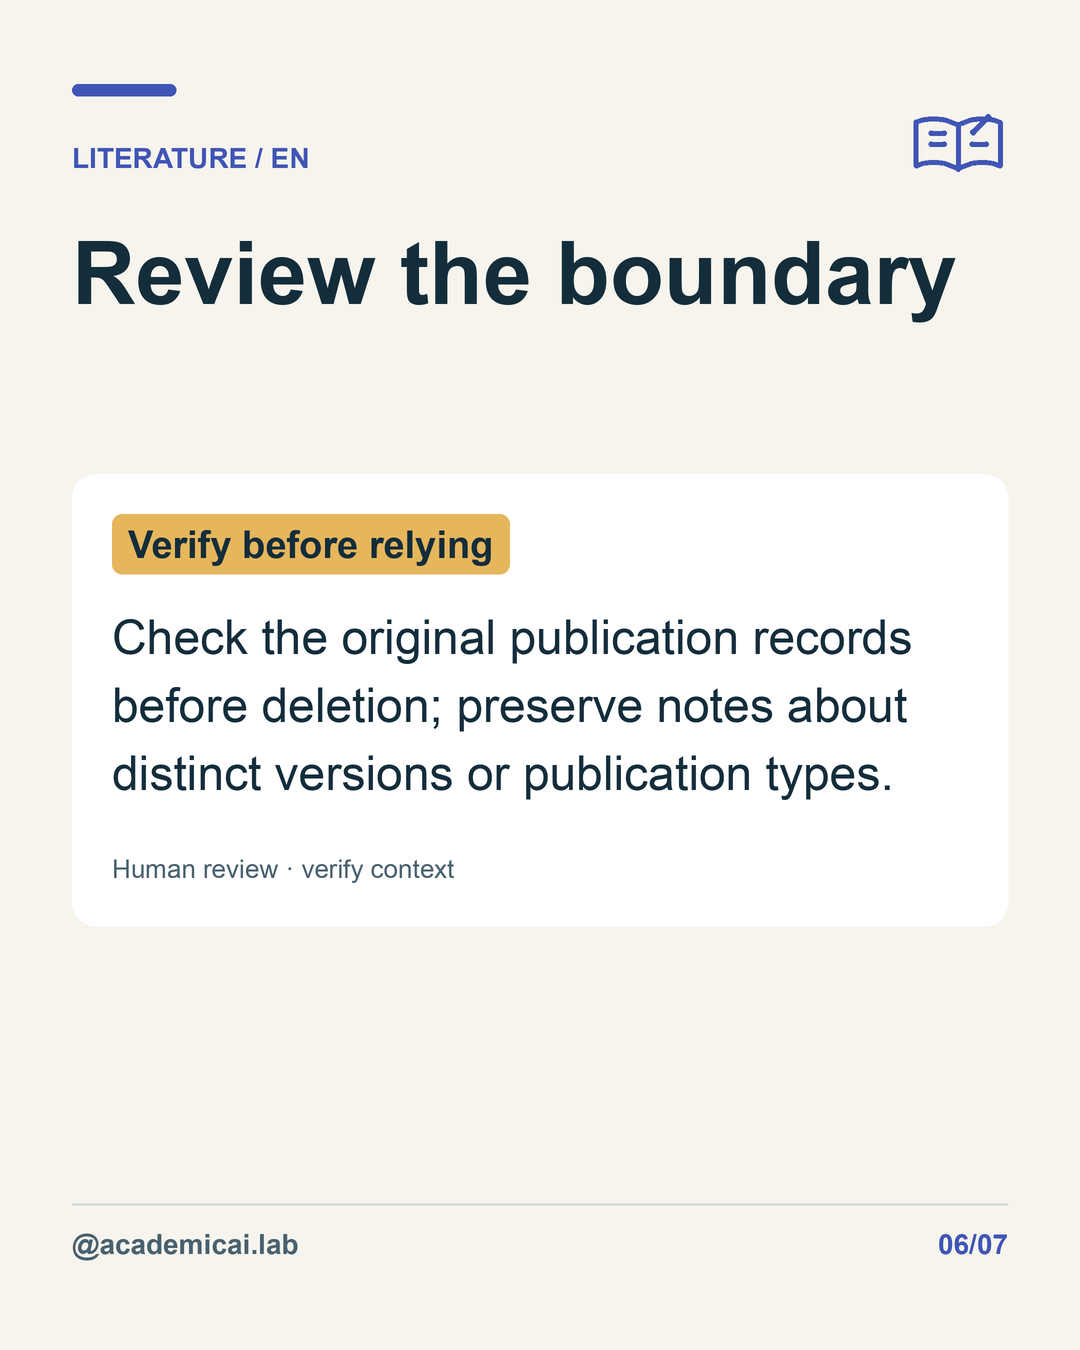 LITERATURE / EN
Review the boundary
Verify before relying
Check the original publication records
before deletion; preserve notes about
distinct versions or publication types.
Human review · verify context
@academicai.lab
06/07